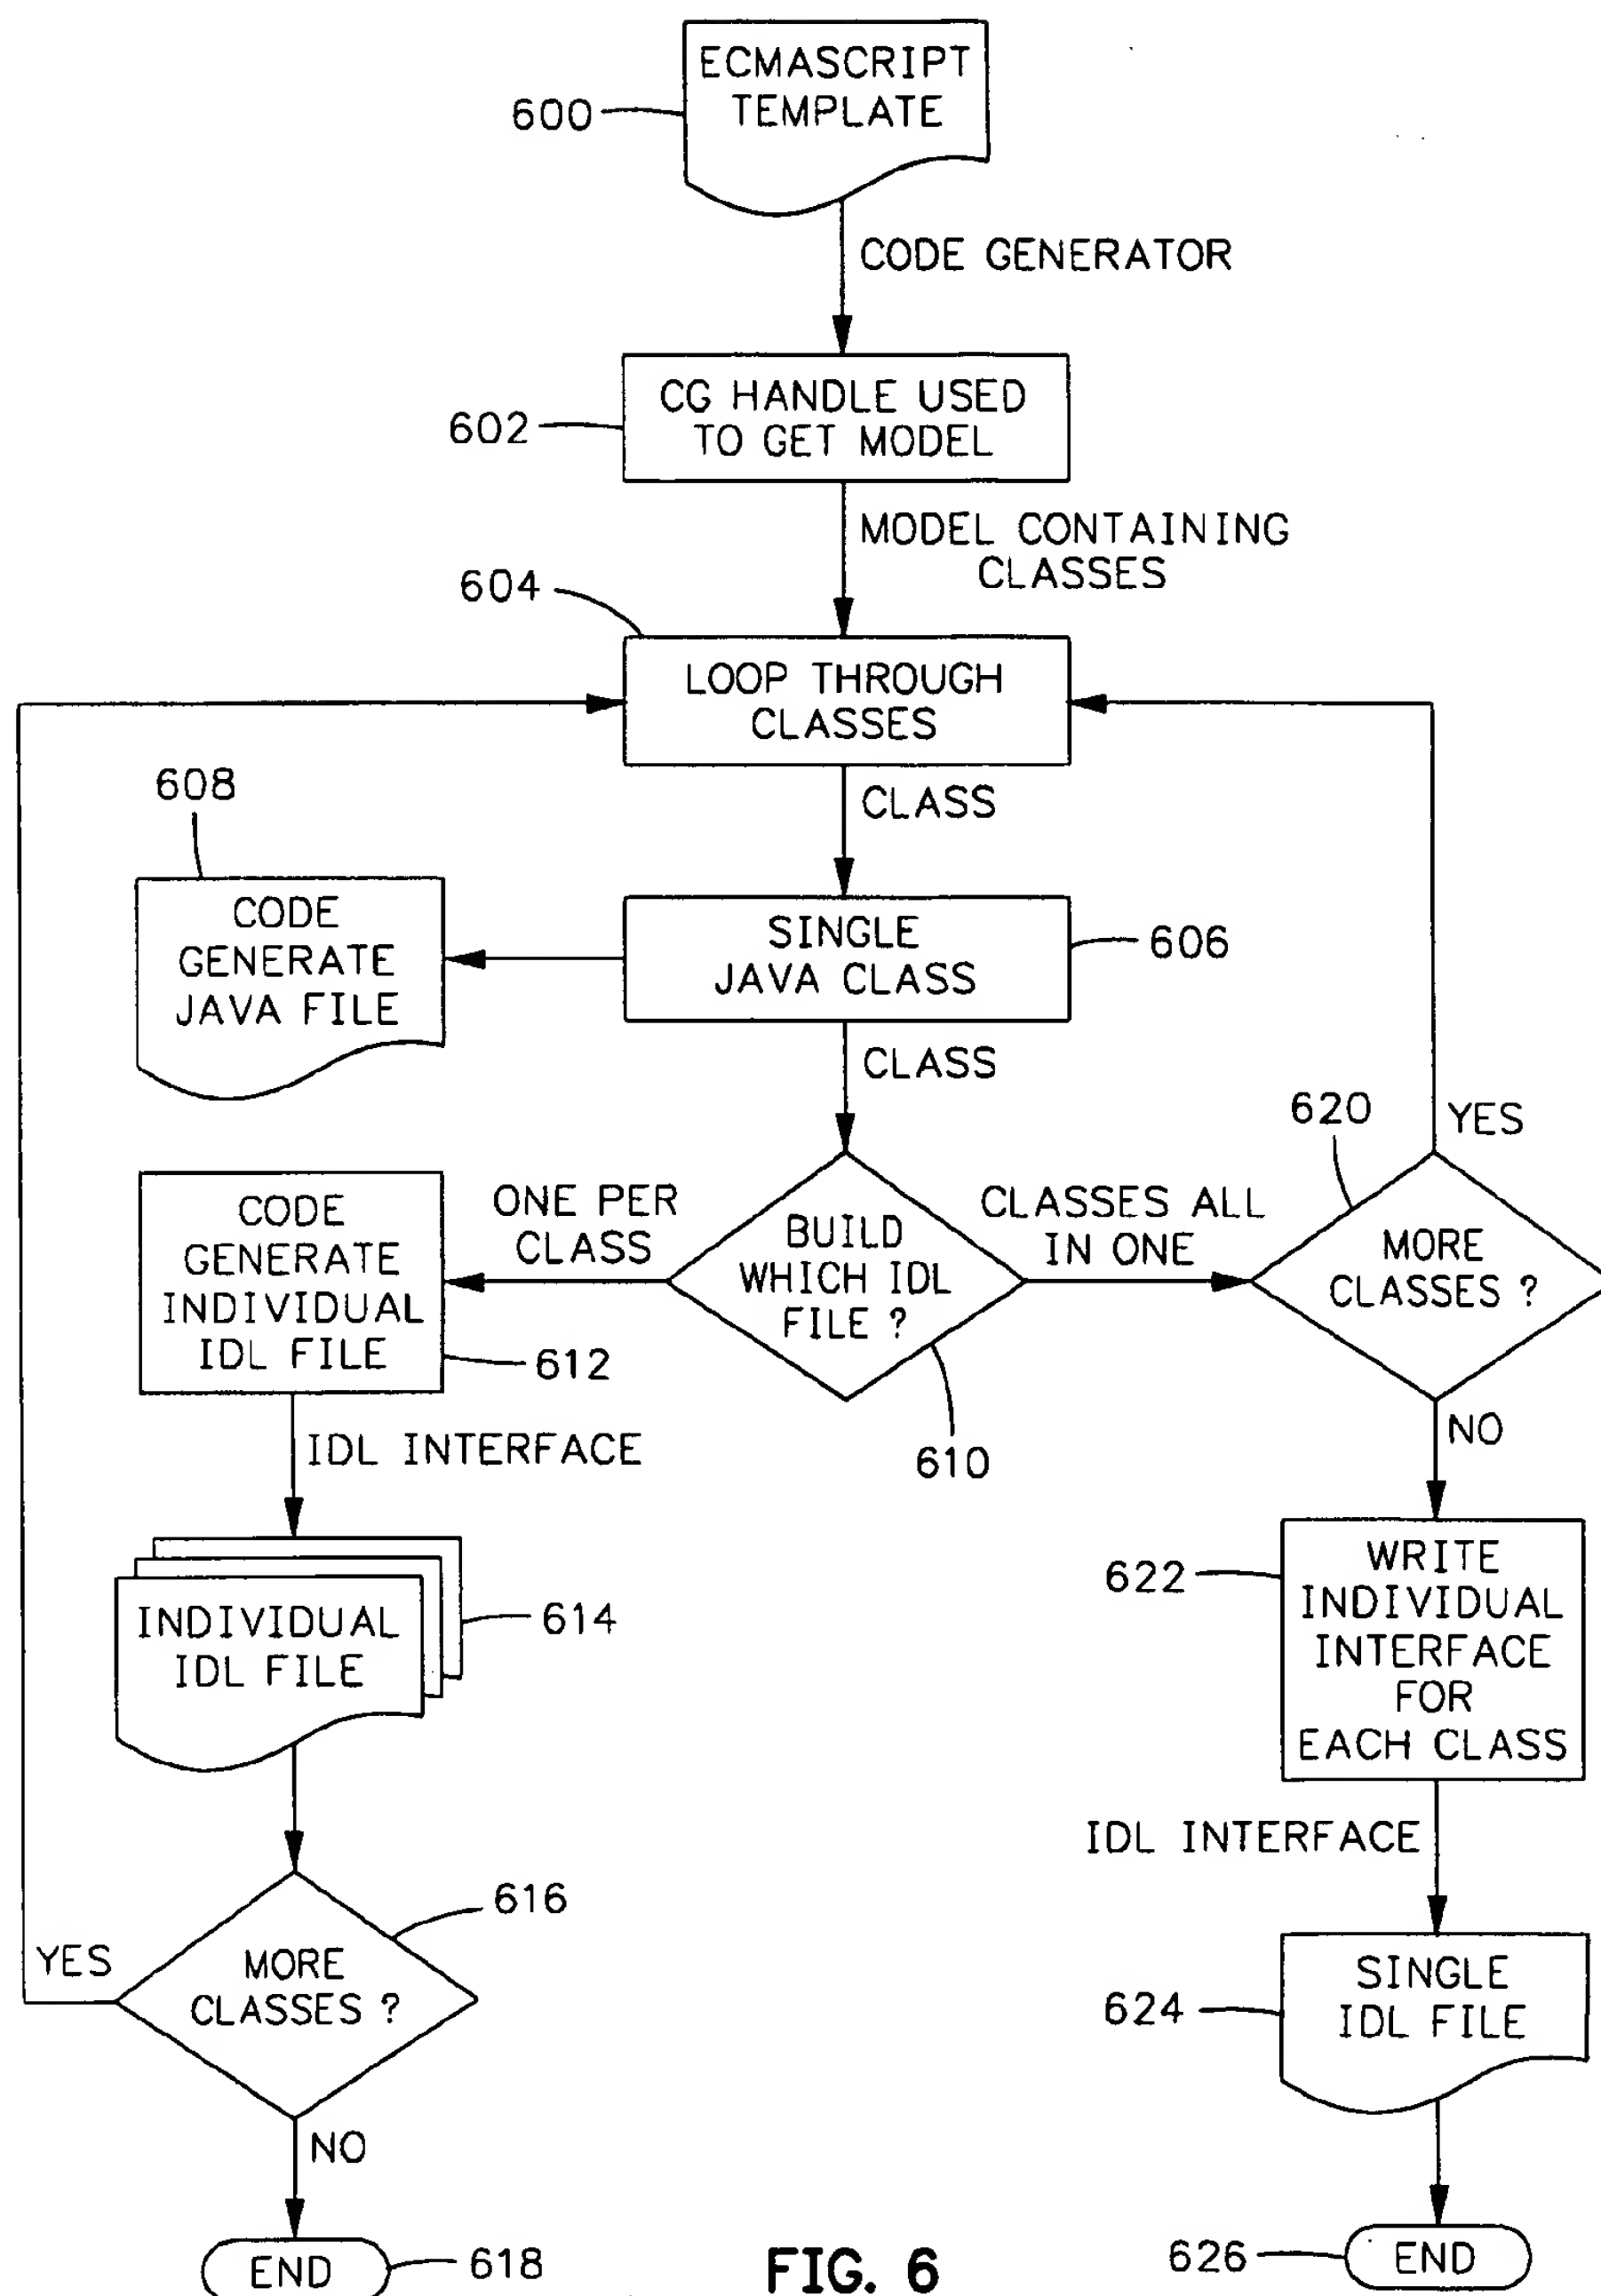 ECMASCRIPT
TEMPLATE
600
CODE GENERATOR
CG HANDLE USED
TO GET MODEL
602
MODEL CONTAINING
CLASSES
604
LOOP THROUGH
CLASSES
608
CLASS
CODE
GENERATE
JAVA FILE
SINGLE
JAVA CLASS
606
CLASS
620
YES
CODE
GENERATE
INDIVIDUAL
IDL FILE
612
ONE PER
CLASS
BUILD
WHICH IDL
FILE ?
610
CLASSES ALL
IN ONE
MORE
CLASSES ?
NO
IDL INTERFACE
INDIVIDUAL
IDL FILE
614
622
WRITE
INDIVIDUAL
INTERFACE
FOR
EACH CLASS
IDL INTERFACE
616
YES
MORE
CLASSES ?
624
SINGLE
IDL FILE
NO
END
618
FIG. 6
626
END